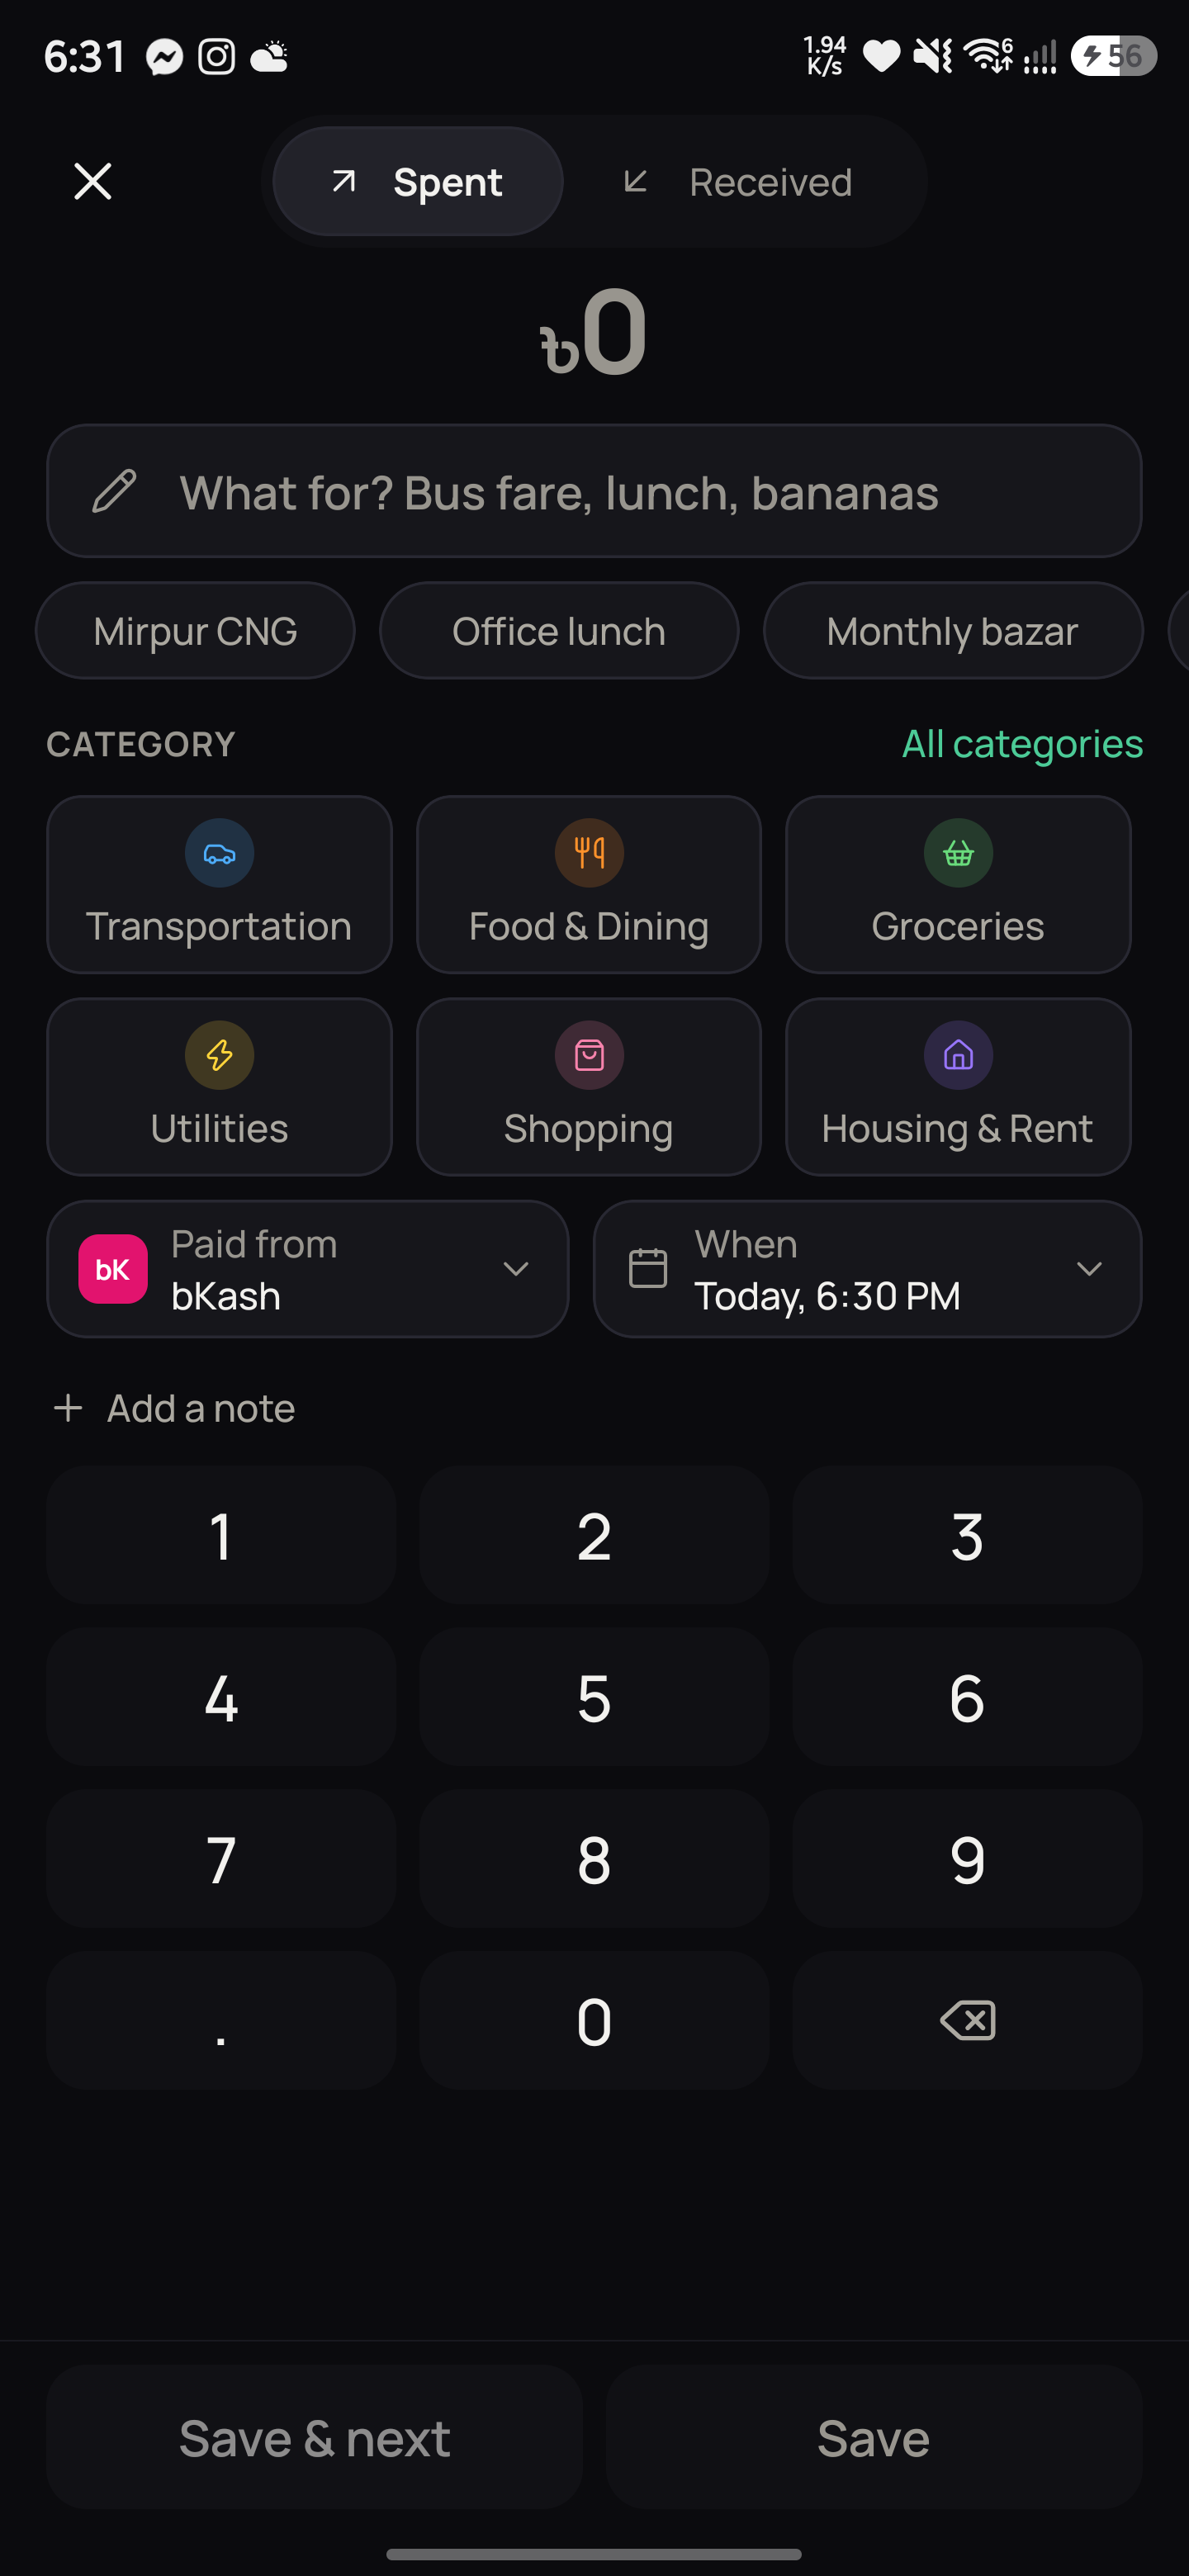 6:31
1.94
K/s
6
56
Spent
Received
৳0
What for? Bus fare, lunch, bananas
Mirpur CNG
Office lunch
Monthly bazar
CATEGORY
All categories
Transportation
Food & Dining
Groceries
Utilities
Shopping
Housing & Rent
bK
Paid from
bKash
When
Today, 6:30 PM
+ Add a note
1
2
3
4
5
6
7
8
9
.
0
Save & next
Save